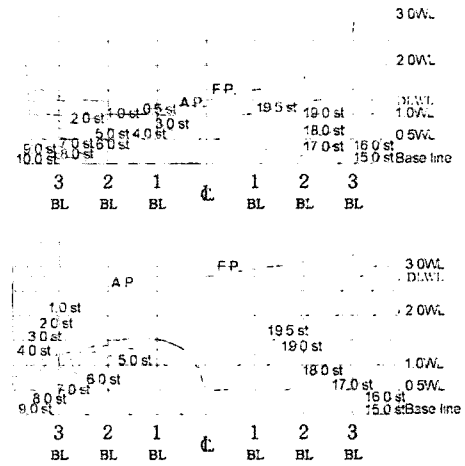 3.0WL
2.0WL
F.P.
A.P.
DLWL
0.5 st
19.5 st
1.0 st
19.0 st
1.0WL
2.0 st
3.0 st
5.0 st
4.0 st
18.0 st
0.5WL
7.0 st
6.0 st
17.0 st
16.0 st
9.0 st
8.0 st
10.0 st
15.0 st
Base line
3 2 1 ℄ 1 2 3
BL BL BL BL BL BL
F.P.
3.0WL
DLWL
A.P.
1.0 st
2.0WL
2.0 st
19.5 st
3.0 st
19.0 st
4.0 st
5.0 st
1.0WL
18.0 st
6.0 st
17.0 st
0.5WL
7.0 st
8.0 st
16.0 st
9.0 st
15.0 st
Base line
3 2 1 ℄ 1 2 3
BL BL BL BL BL BL